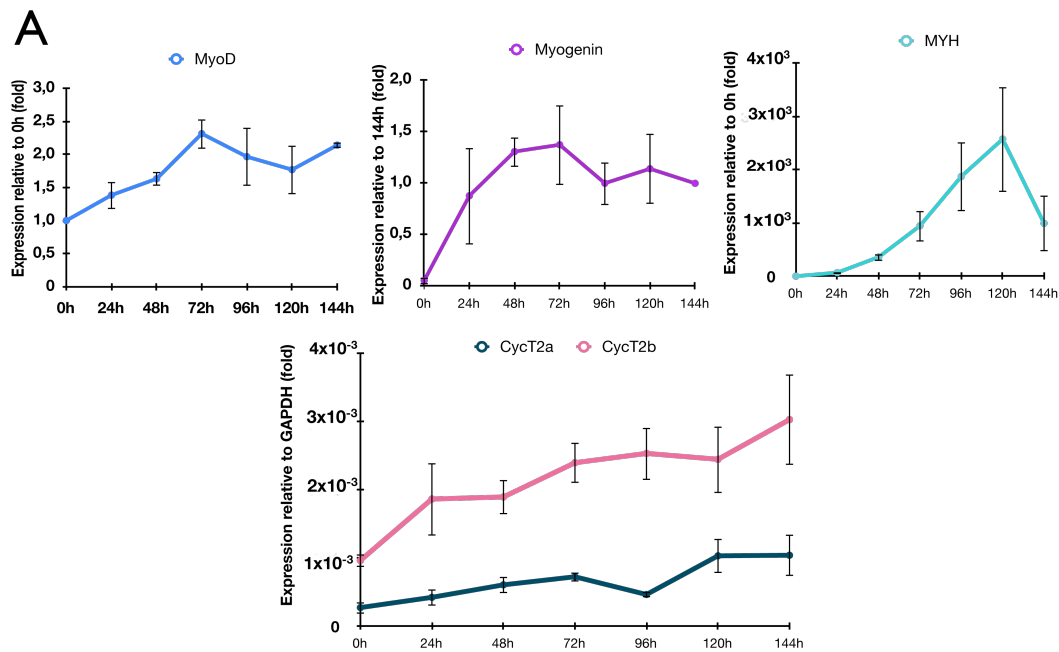 A
MyoD
Expression relative to 0h (fold)
3,0
2,5
2,0
1,5
1,0
0,5
0
0h 24h 48h 72h 96h 120h 144h
Myogenin
Expression relative to 144h (fold)
2,0
1,5
1,0
0,5
0
0h 24h 48h 72h 96h 120h 144h
MYH
Expression relative to 0h (fold)
4x10³
3x10³
2x10³
1x10³
0
0h 24h 48h 72h 96h 120h 144h
CycT2a CycT2b
Expression relative to GAPDH (fold)
4x10⁻³
3x10⁻³
2x10⁻³
1x10⁻³
0
0h 24h 48h 72h 96h 120h 144h